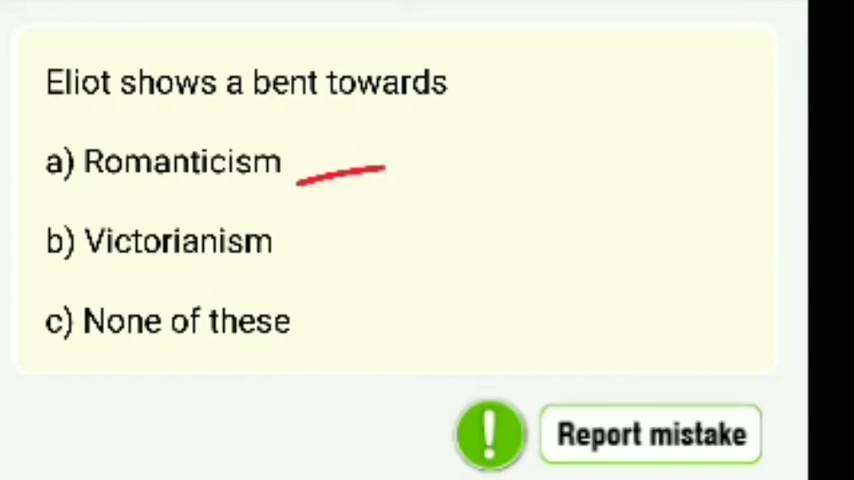 Eliot shows a bent towards
a) Romanticism
b) Victorianism
c) None of these
Report mistake